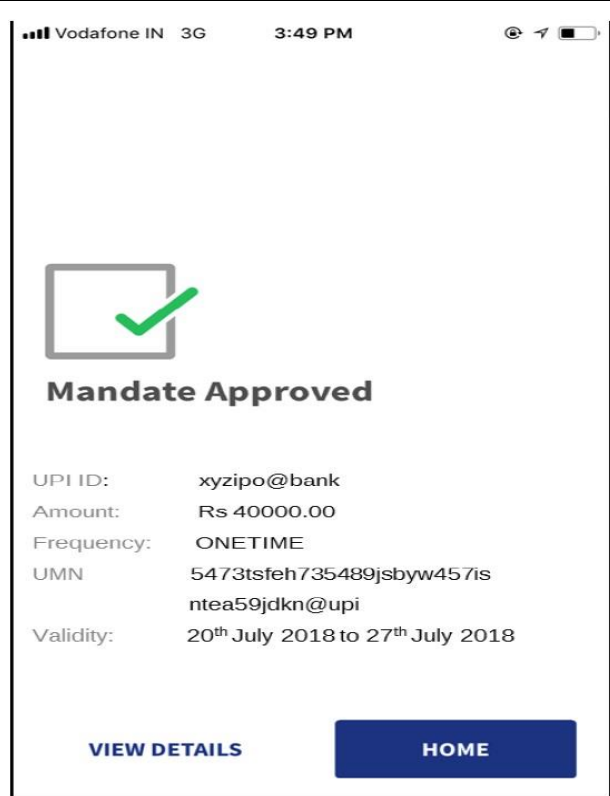 Vodafone IN 3G 3:49 PM
Mandate Approved
UPI ID: xyzipo@bank
Amount: Rs 40000.00
Frequency: ONETIME
UMN 5473tsfeh735489jsbyw457is
ntea59jdkn@upi
Validity: 20th July 2018 to 27th July 2018
VIEW DETAILS HOME